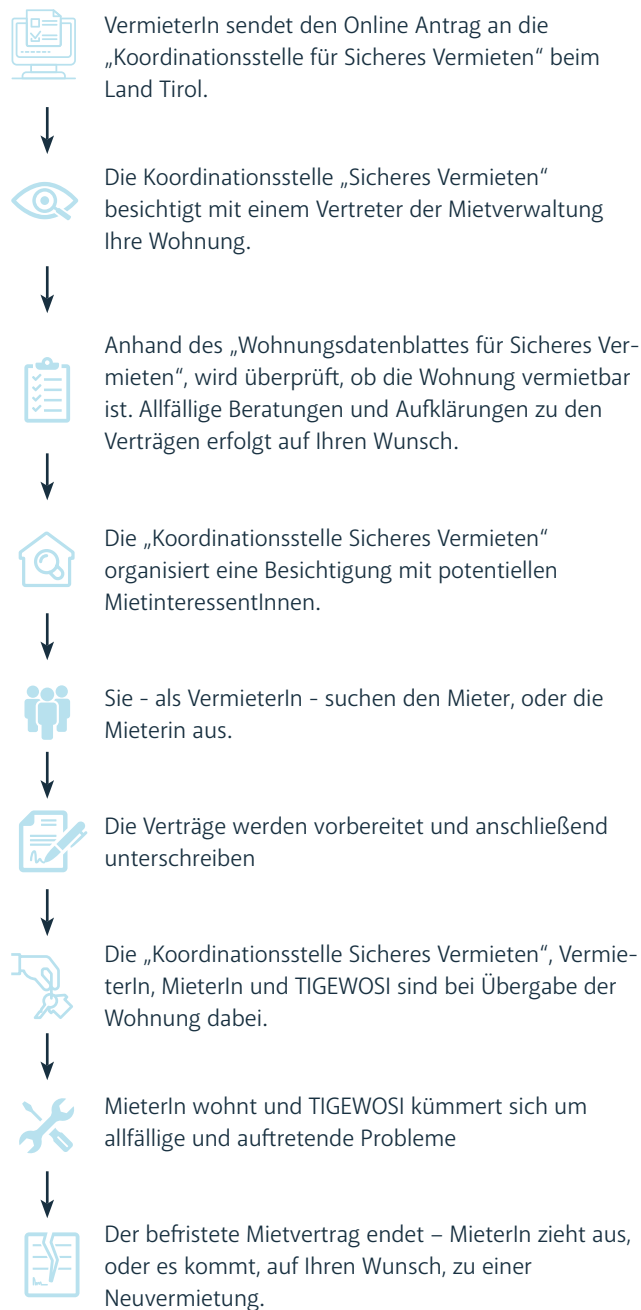 VermieterIn sendet den Online Antrag an die
„Koordinationsstelle für Sicheres Vermieten“ beim
Land Tirol.
Die Koordinationsstelle „Sicheres Vermieten“
besichtigt mit einem Vertreter der Mietverwaltung
Ihre Wohnung.
Anhand des „Wohnungsdatenblattes für Sicheres Ver-
mieten“, wird überprüft, ob die Wohnung vermietbar
ist. Allfällige Beratungen und Aufklärungen zu den
Verträgen erfolgt auf Ihren Wunsch.
Die „Koordinationsstelle Sicheres Vermieten“
organisiert eine Besichtigung mit potentiellen
MietinteressentInnen.
Sie - als VermieterIn - suchen den Mieter, oder die
Mieterin aus.
Die Verträge werden vorbereitet und anschließend
unterschreiben
Die „Koordinationsstelle Sicheres Vermieten“, Vermie-
terIn, MieterIn und TIGEWOSI sind bei Übergabe der
Wohnung dabei.
MieterIn wohnt und TIGEWOSI kümmert sich um
allfällige und auftretende Probleme
Der befristete Mietvertrag endet – MieterIn zieht aus,
oder es kommt, auf Ihren Wunsch, zu einer
Neuvermietung.